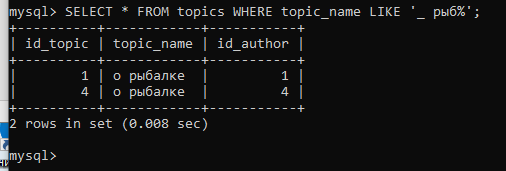 mysql> SELECT * FROM topics WHERE topic_name LIKE '_ рыб%';
+----------+------------+-----------+
| id_topic | topic_name | id_author |
+----------+------------+-----------+
|        1 | о рыбалке  |         1 |
|        4 | о рыбалке  |         4 |
+----------+------------+-----------+
2 rows in set (0.008 sec)
mysql>